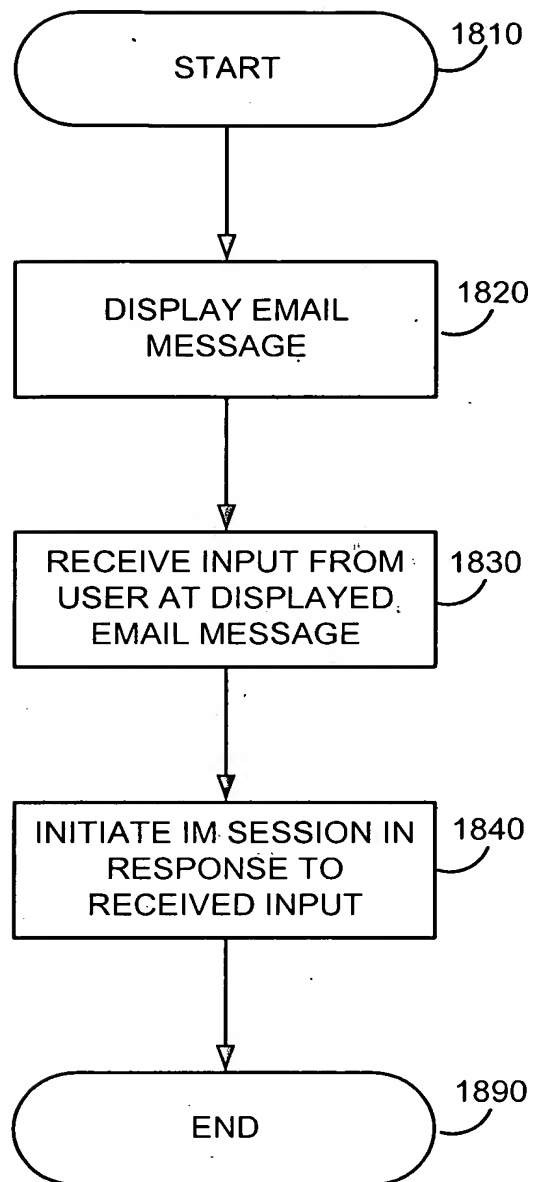 START
1810
DISPLAY EMAIL
MESSAGE
1820
RECEIVE INPUT FROM
USER AT DISPLAYED
EMAIL MESSAGE
1830
INITIATE IM SESSION IN
RESPONSE TO
RECEIVED INPUT
1840
END
1890